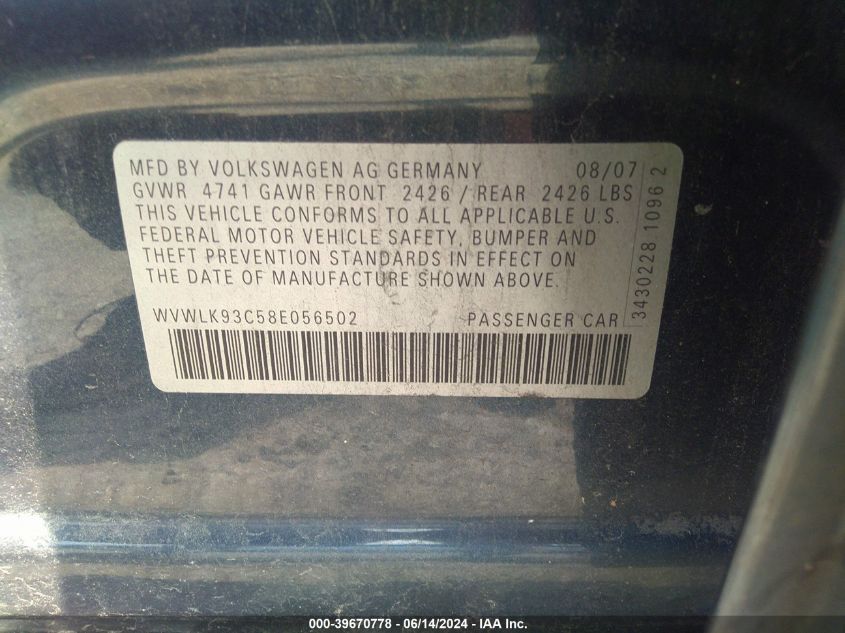 MFD BY VOLKSWAGEN AG GERMANY 08/07
GVWR 4741 GAWR FRONT 2426 / REAR 2426 LBS
THIS VEHICLE CONFORMS TO ALL APPLICABLE U.S.
FEDERAL MOTOR VEHICLE SAFETY, BUMPER AND
THEFT PREVENTION STANDARDS IN EFFECT ON
THE DATE OF MANUFACTURE SHOWN ABOVE.
WVWLK93C58E056502 PASSENGER CAR
3430228 1096 2
000-39670778 - 06/14/2024 - IAA Inc.